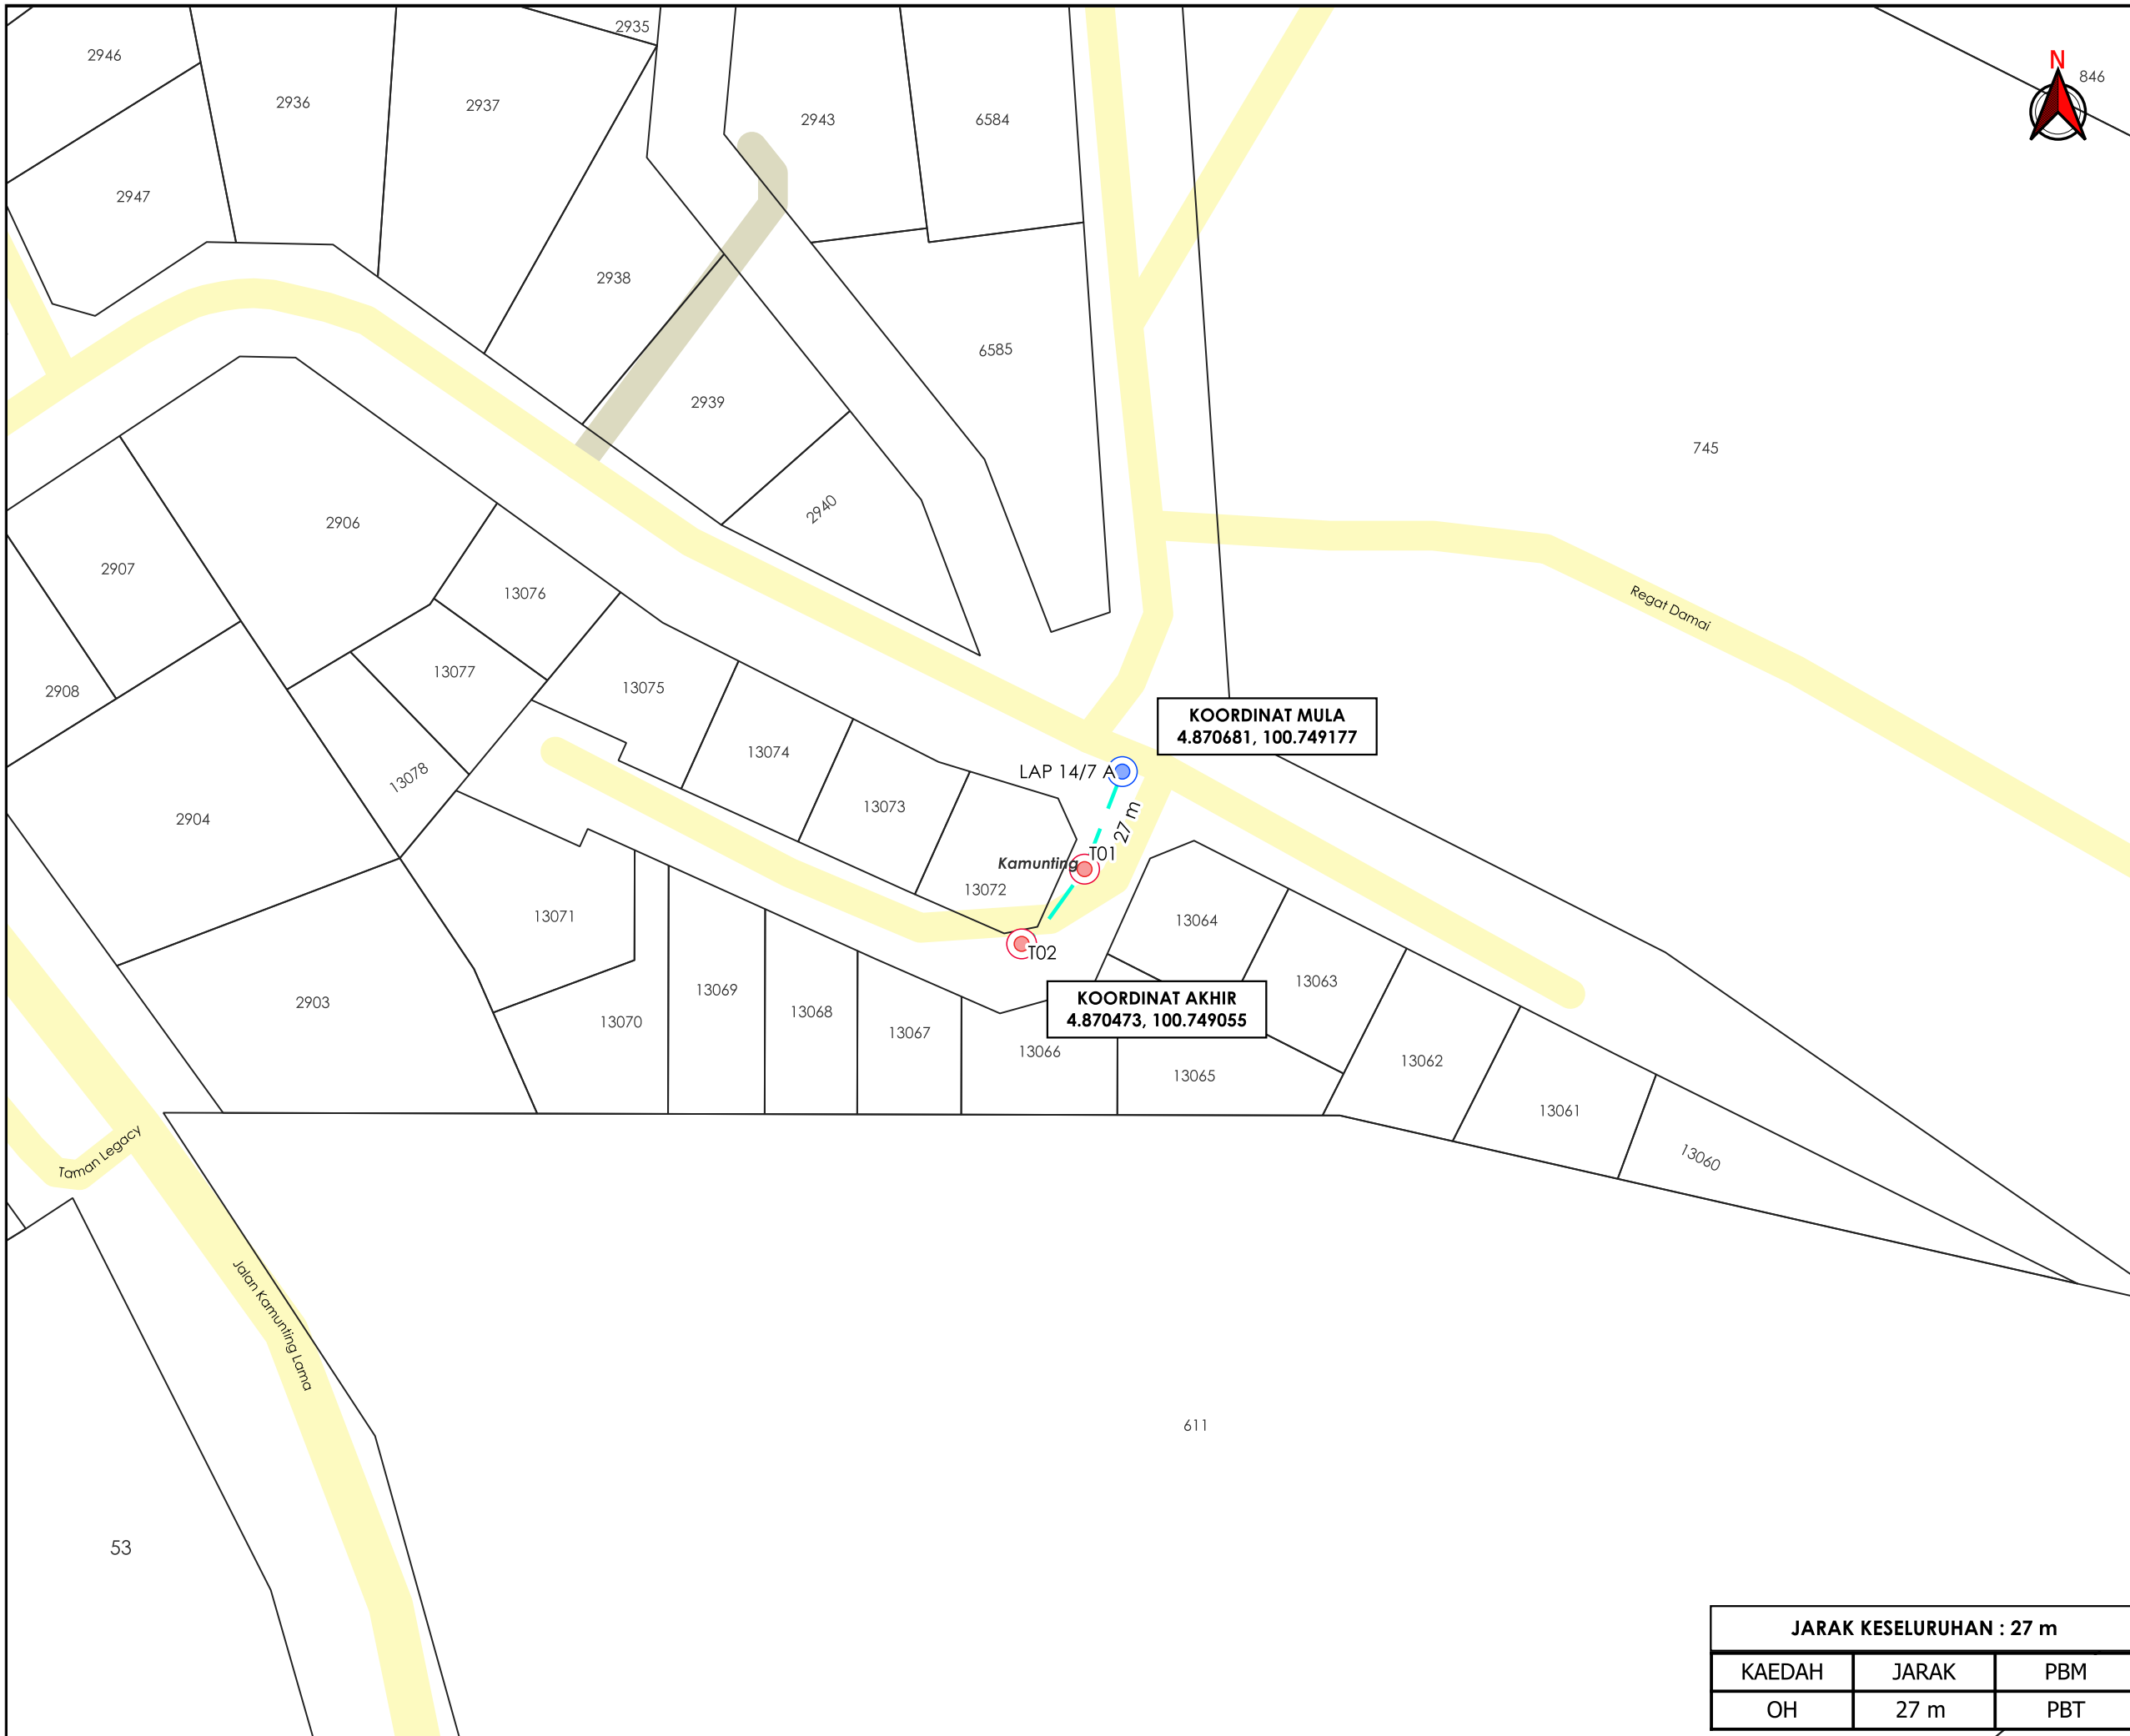 2935
2946
N
846
2936
2937
2943
6584
2947
2938
6585
2939
745
2940
2906
2907
13076
Regat Damai
13077
2908
13075
KOORDINAT MULA
4.870681, 100.749177
13074
LAP 14/7 A
13078
13073
27 m
2904
T01
Kamunting
13072
13071
13064
T02
13063
13069
KOORDINAT AKHIR
4.870473, 100.749055
2903
13068
13070
13067
13066
13062
13065
13061
Taman Legacy
13060
Jalan Kamunting Lama
611
53
JARAK KESELURUHAN : 27 m
KAEDAH JARAK PBM
OH 27 m PBT